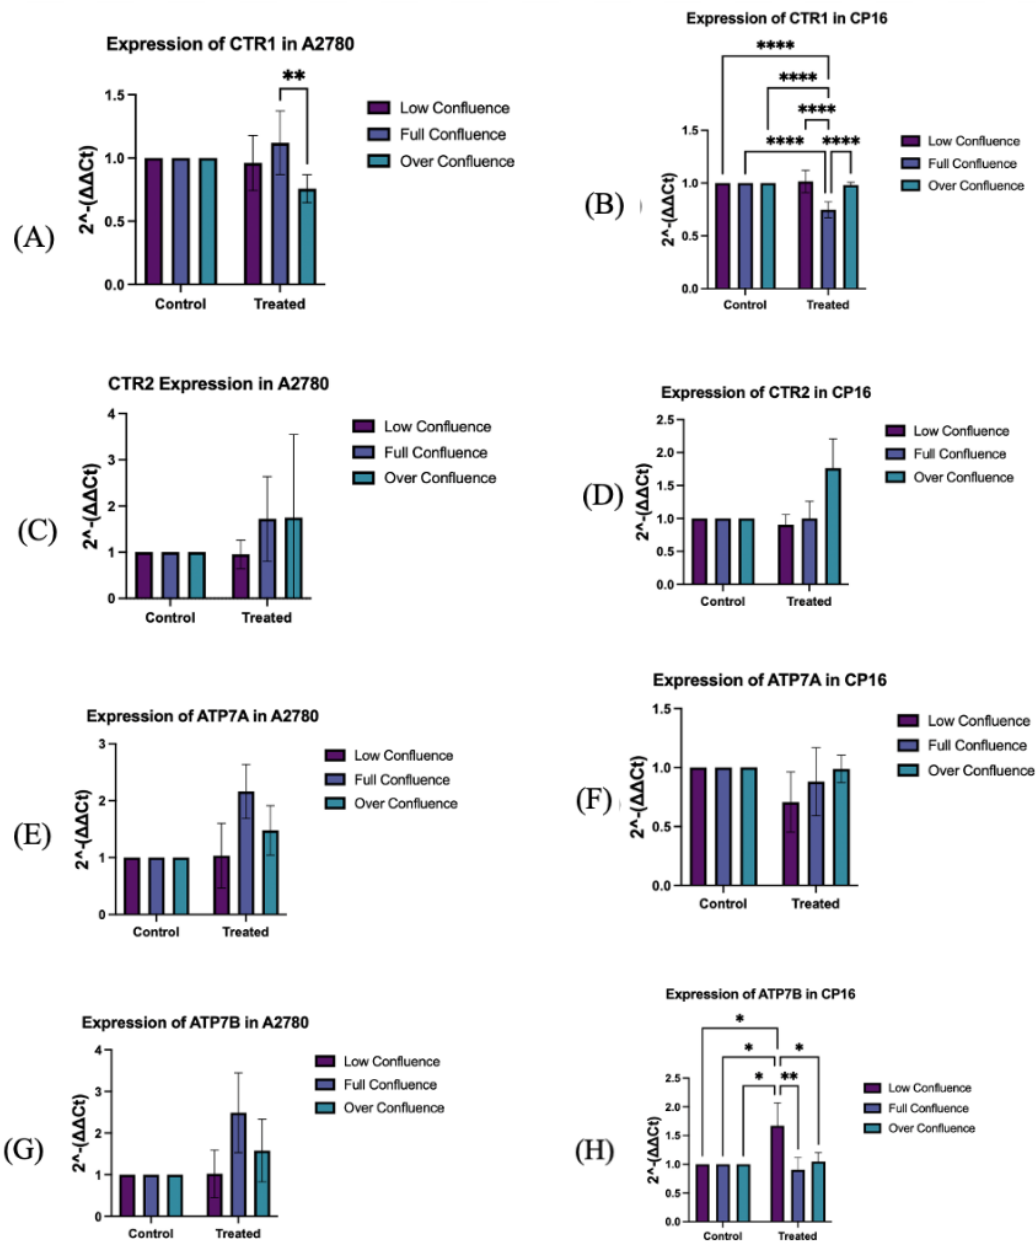 Expression of CTR1 in A2780
**
1.5
1.0
0.5
0.0
2^-(ΔΔCt)
Control
Treated
Low Confluence
Full Confluence
Over Confluence
(A)
Expression of CTR1 in CP16
****
****
****
****
****
1.5
1.0
0.5
0.0
2^-(ΔΔCt)
Control
Treated
Low Confluence
Full Confluence
Over Confluence
(B)
CTR2 Expression in A2780
4
3
2
1
0
2^-(ΔΔCt)
Control
Treated
Low Confluence
Full Confluence
Over Confluence
(C)
Expression of CTR2 in CP16
2.5
2.0
1.5
1.0
0.5
0.0
2^-(ΔΔCt)
Control
Treated
Low Confluence
Full Confluence
Over Confluence
(D)
Expression of ATP7A in A2780
3
2
1
0
2^-(ΔΔCt)
Control
Treated
Low Confluence
Full Confluence
Over Confluence
(E)
Expression of ATP7A in CP16
1.5
1.0
0.5
0.0
2^-(ΔΔCt)
Control
Treated
Low Confluence
Full Confluence
Over Confluence
(F)
Expression of ATP7B in A2780
4
3
2
1
0
2^-(ΔΔCt)
Control
Treated
Low Confluence
Full Confluence
Over Confluence
(G)
Expression of ATP7B in CP16
*
*
*
*
**
2.5
2.0
1.5
1.0
0.5
0.0
2^-(ΔΔCt)
Control
Treated
Low Confluence
Full Confluence
Over Confluence
(H)